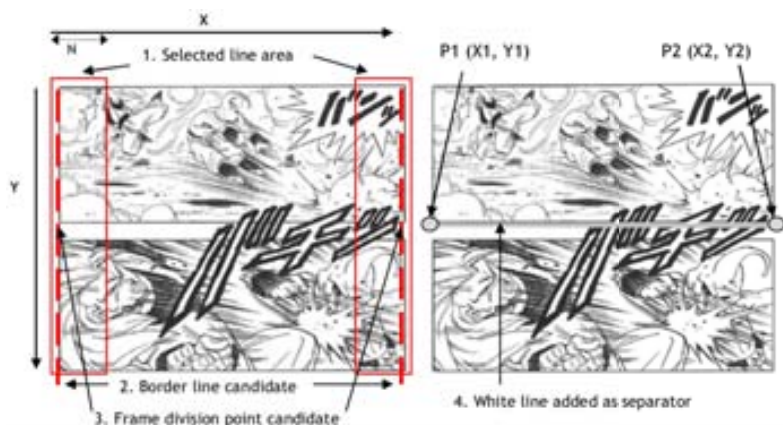 X
N
1. Selected line area
P1 (X1, Y1)
P2 (X2, Y2)
Y
2. Border line candidate
3. Frame division point candidate
4. White line added as separator